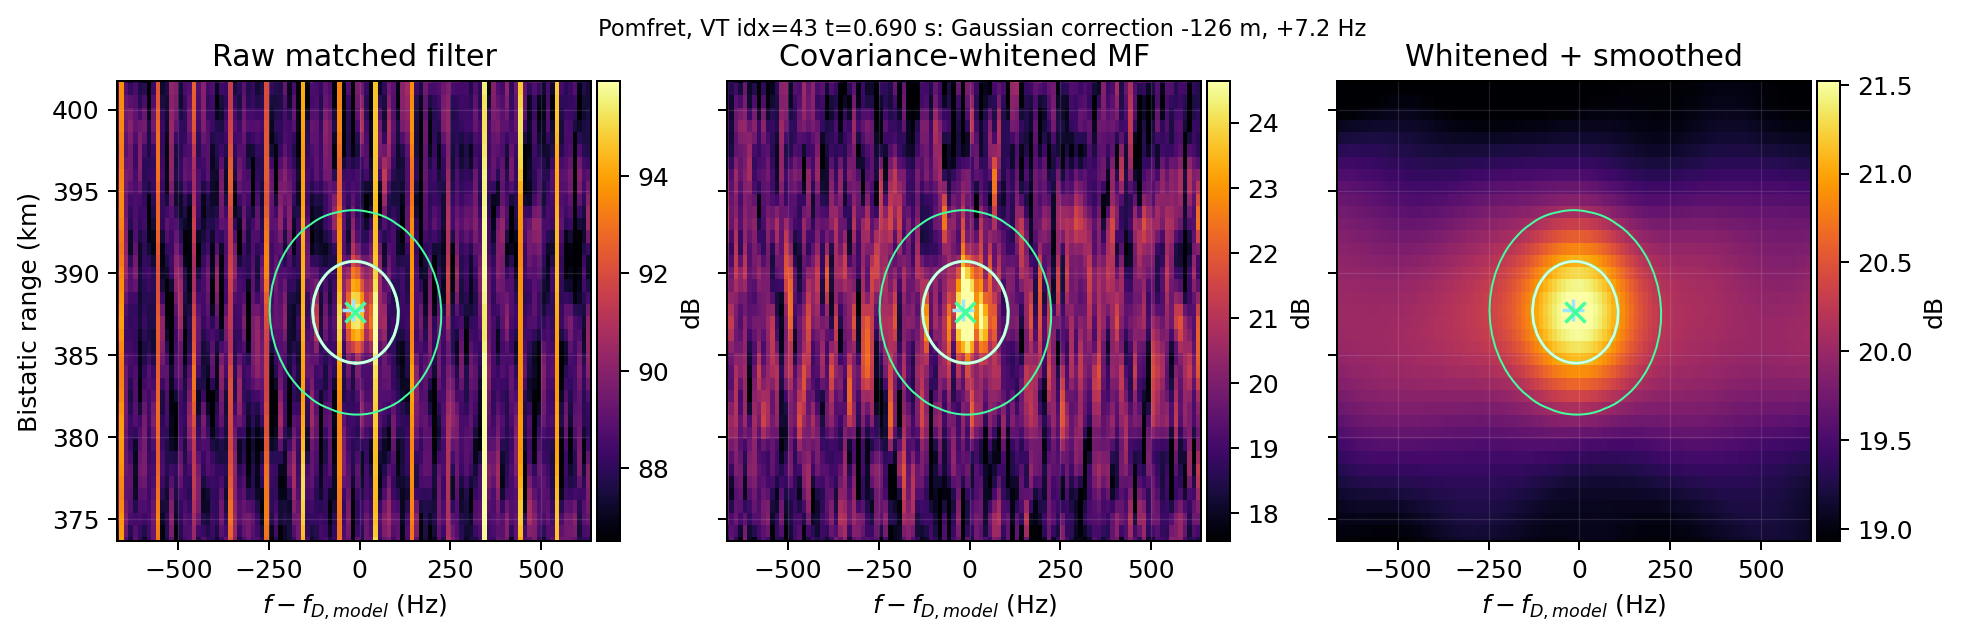 Pomfret, VT idx=43 t=0.690 s: Gaussian correction -126 m, +7.2 Hz
Raw matched filter
Covariance-whitened MF
Whitened + smoothed
Bistatic range (km)
400
395
390
385
380
375
−500 −250 0 250 500
f − f_{D, model} (Hz)
94
92
90
88
dB
−500 −250 0 250 500
f − f_{D, model} (Hz)
24
23
22
21
20
19
18
dB
−500 −250 0 250 500
f − f_{D, model} (Hz)
21.5
21.0
20.5
20.0
19.5
19.0
dB